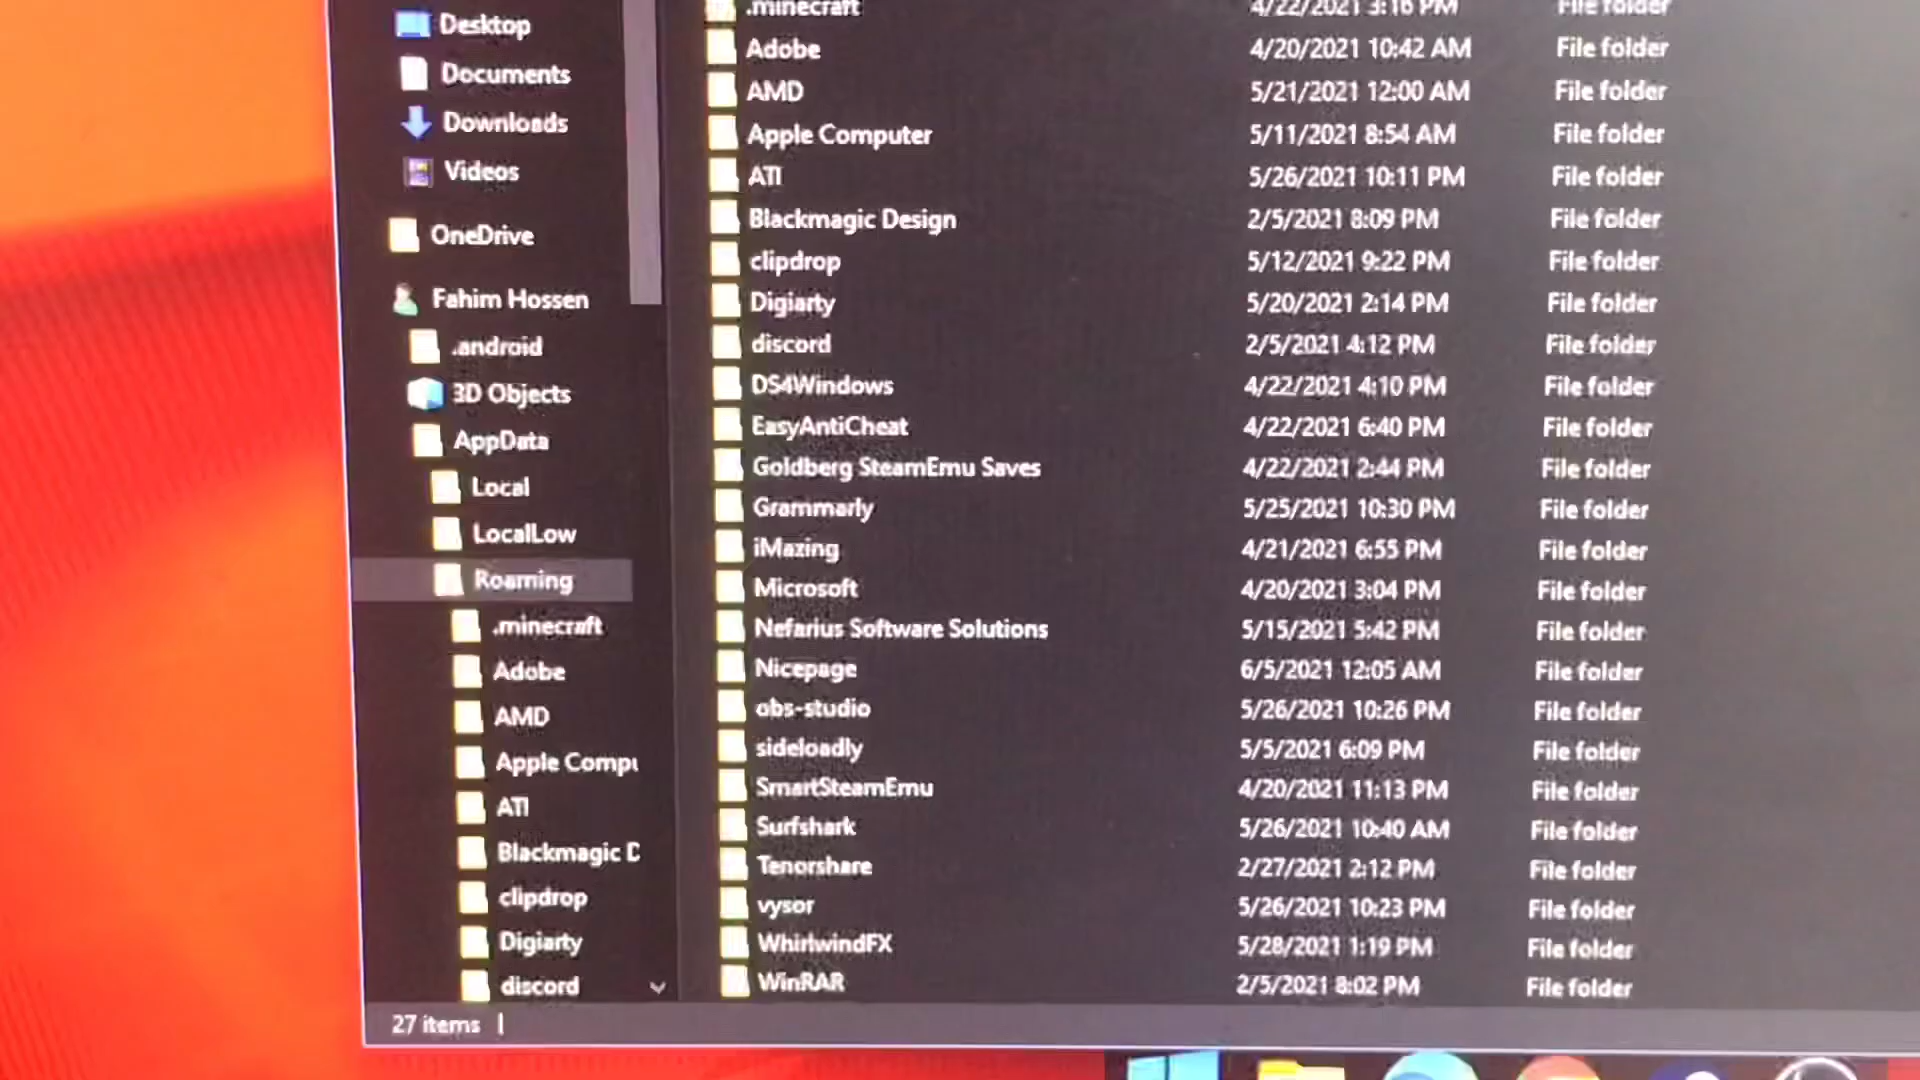 Desktop
Documents
Downloads
Videos
OneDrive
Fahim Hossen
.android
3D Objects
AppData
Local
LocalLow
Roaming
.minecraft
Adobe
AMD
Apple Compu
ATI
Blackmagic D
clipdrop
Digiarty
discord
.minecraft 4/22/2021 3:16 PM File folder
Adobe 4/20/2021 10:42 AM File folder
AMD 5/21/2021 12:00 AM File folder
Apple Computer 5/11/2021 8:54 AM File folder
ATI 5/26/2021 10:11 PM File folder
Blackmagic Design 2/5/2021 8:09 PM File folder
clipdrop 5/12/2021 9:22 PM File folder
Digiarty 5/20/2021 2:14 PM File folder
discord 2/5/2021 4:12 PM File folder
DS4Windows 4/22/2021 4:10 PM File folder
EasyAntiCheat 4/22/2021 6:40 PM File folder
Goldberg SteamEmu Saves 4/22/2021 2:44 PM File folder
Grammarly 5/25/2021 10:30 PM File folder
iMazing 4/21/2021 6:55 PM File folder
Microsoft 4/20/2021 3:04 PM File folder
Nefarius Software Solutions 5/15/2021 5:42 PM File folder
Nicepage 6/5/2021 12:05 AM File folder
obs-studio 5/26/2021 10:26 PM File folder
sideloadly 5/5/2021 6:09 PM File folder
SmartSteamEmu 4/20/2021 11:13 PM File folder
Surfshark 5/26/2021 10:40 AM File folder
Tenorshare 2/27/2021 2:12 PM File folder
vysor 5/26/2021 10:23 PM File folder
WhirlwindFX 5/28/2021 1:19 PM File folder
WinRAR 2/5/2021 8:02 PM File folder
27 items